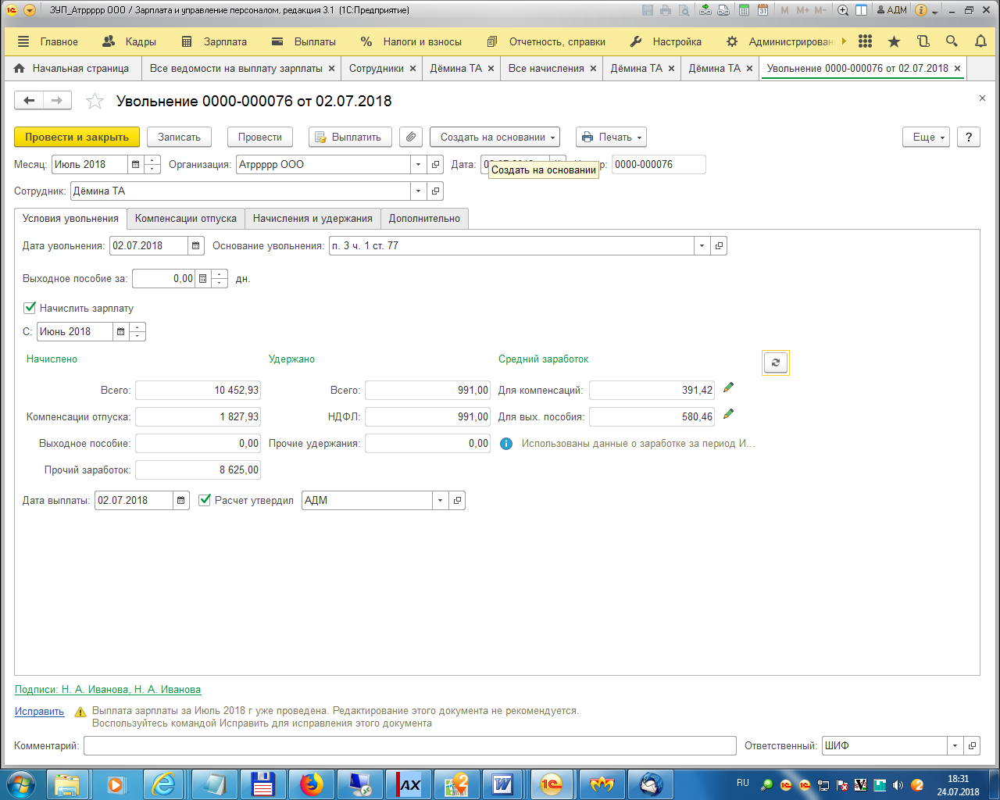 ЗУП_Атррррр ООО / Зарплата и управление персоналом, редакция 3.1 (1С:Предприятие)
M M+ M- АДМ
Главное Кадры Зарплата Выплаты Налоги и взносы Отчетность, справки Настройка Администрирован
Начальная страница Все ведомости на выплату зарплаты Сотрудники Дёмина ТА Все начисления Дёмина ТА Дёмина ТА Увольнение 0000-000076 от 02.07.2018
Увольнение 0000-000076 от 02.07.2018
Провести и закрыть Записать Провести Выплатить Создать на основании Печать Еще ?
Месяц: Июль 2018 Организация: Атррррр ООО Дата: 0000-000076
Создать на основании
Сотрудник: Дёмина ТА
Условия увольнения Компенсации отпуска Начисления и удержания Дополнительно
Дата увольнения: 02.07.2018 Основание увольнения: п. 3 ч. 1 ст. 77
Выходное пособие за: 0,00 дн.
Начислить зарплату
С: Июнь 2018
Начислено Удержано Средний заработок
Всего: 10 452,93 Всего: 991,00 Для компенсаций: 391,42
Компенсации отпуска: 1 827,93 НДФЛ: 991,00 Для вых. пособия: 580,46
Выходное пособие: 0,00 Прочие удержания: 0,00 Использованы данные о заработке за период И...
Прочий заработок: 8 625,00
Дата выплаты: 02.07.2018 Расчет утвердил АДМ
Подписи: Н. А. Иванова, Н. А. Иванова
Исправить Выплата зарплаты за Июль 2018 г уже проведена. Редактирование этого документа не рекомендуется.
Воспользуйтесь командой Исправить для исправления этого документа
Комментарий: Ответственный: ШИФ
RU 18:31
24.07.2018